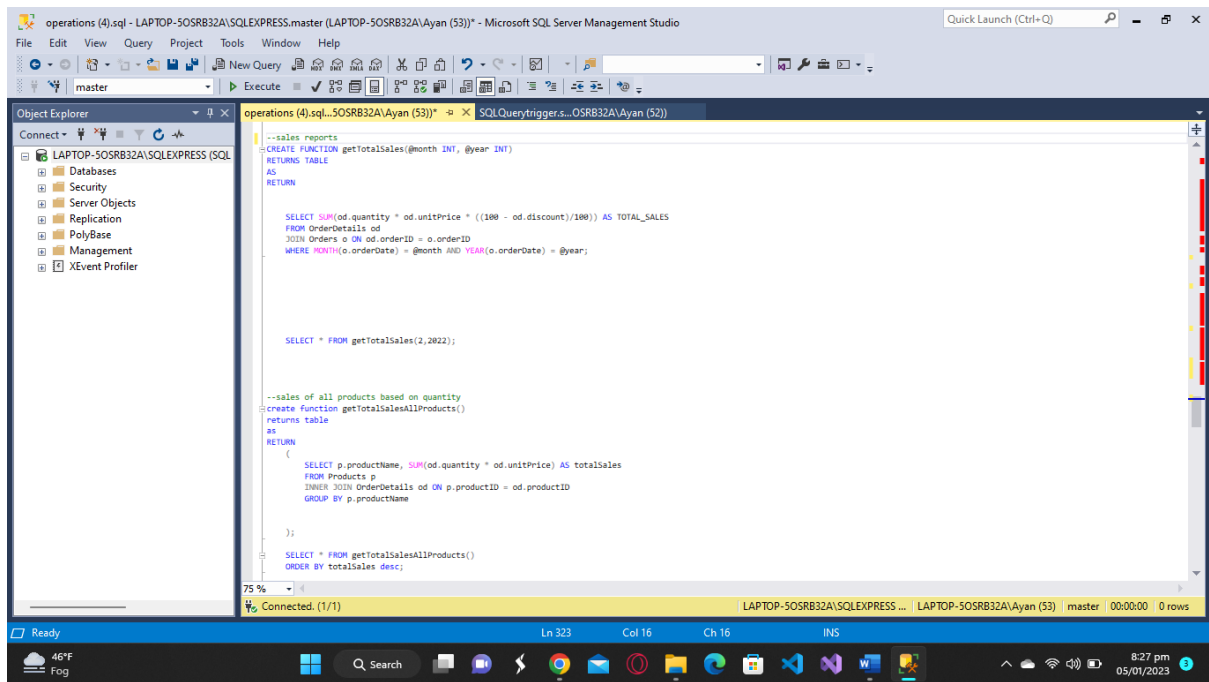 operations (4).sql - LAPTOP-5OSRB32A\SQLEXPRESS.master (LAPTOP-5OSRB32A\Ayan (53))* - Microsoft SQL Server Management Studio
Quick Launch (Ctrl+Q)
File Edit View Query Project Tools Window Help
New Query
master
Execute
Object Explorer
operations (4).sql...5OSRB32A\Ayan (53))*
SQLQuerytrigger.s...OSRB32A\Ayan (52))
Connect
LAPTOP-5OSRB32A\SQLEXPRESS (SQL
Databases
Security
Server Objects
Replication
PolyBase
Management
XEvent Profiler
--sales reports
CREATE FUNCTION getTotalSales(@month INT, @year INT)
RETURNS TABLE
AS
RETURN
SELECT SUM(od.quantity * od.unitPrice * ((100 - od.discount)/100)) AS TOTAL_SALES
FROM OrderDetails od
JOIN Orders o ON od.orderID = o.orderID
WHERE MONTH(o.orderDate) = @month AND YEAR(o.orderDate) = @year;
SELECT * FROM getTotalSales(2,2022);
--sales of all products based on quantity
create function getTotalSalesAllProducts()
returns table
as
RETURN
(
SELECT p.productName, SUM(od.quantity * od.unitPrice) AS totalSales
FROM Products p
INNER JOIN OrderDetails od ON p.productID = od.productID
GROUP BY p.productName
);
SELECT * FROM getTotalSalesAllProducts()
ORDER BY totalSales desc;
75 %
Connected. (1/1)
LAPTOP-5OSRB32A\SQLEXPRESS ...
LAPTOP-5OSRB32A\Ayan (53)
master
00:00:00
0 rows
Ready
Ln 323
Col 16
Ch 16
INS
46°F
Fog
Search
8:27 pm
05/01/2023
3